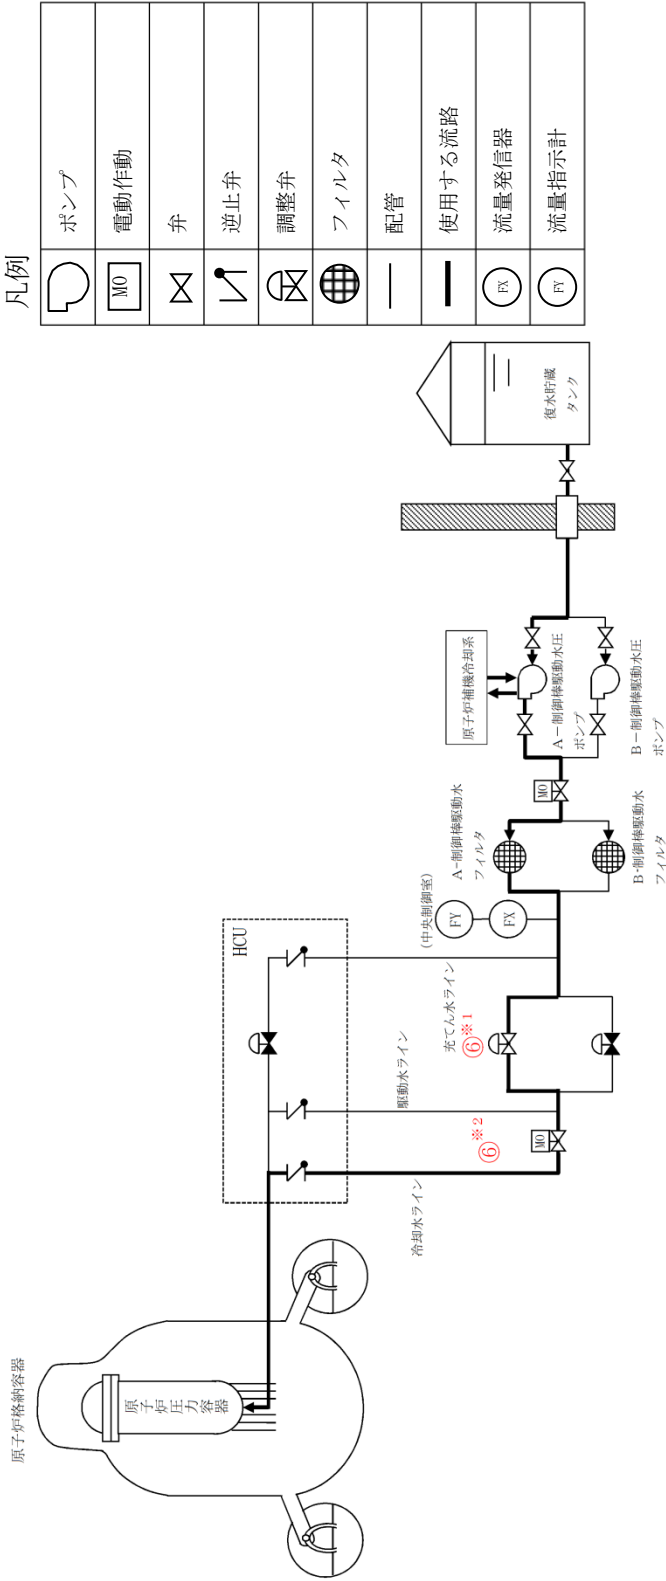 凡例
ポンプ
MO
電動作動
弁
逆止弁
調整弁
フィルタ
配管
使用する流路
FX
流量発信器
FY
流量指示計
原子炉格納容器
原子炉圧力容器
HCU
冷却水ライン
駆動水ライン
充てん水ライン
⑥※2
⑥※1
MO
(中央制御室)
FY
FX
A-制御棒駆動水
フィルタ
B-制御棒駆動水
フィルタ
MO
原子炉補機冷却系
A-制御棒駆動水圧
ポンプ
B-制御棒駆動水圧
ポンプ
復水貯蔵
タンク